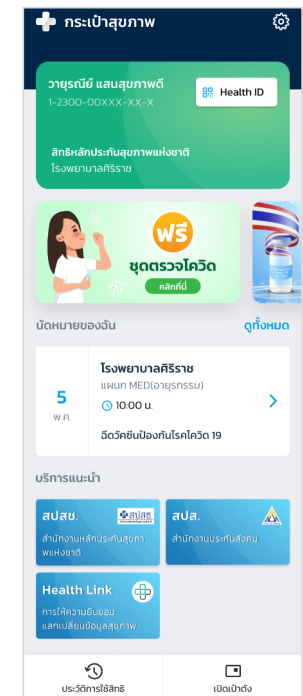 กระเป๋าสุขภาพ
วายุรณีย์ แสนสุขภาพดี
1-2300-00XXX-XX-X
Health ID
สิทธิหลักประกันสุขภาพแห่งชาติ
โรงพยาบาลศิริราช
ฟรี
ชุดตรวจโควิด
คลิกที่นี่
นัดหมายของฉัน
ดูทั้งหมด
โรงพยาบาลศิริราช
แผนก MED(อายุรกรรม)
5
พ.ค.
10:00 น.
ฉีดวัคซีนป้องกันโรคโควิด 19
บริการแนะนำ
สปสช.
สปสช.
สำนักงานหลักประกันสุขภา
พแห่งชาติ
สปส.
สำนักงานประกันสังคม
Health Link
การให้ความยินยอม
แลกเปลี่ยนข้อมูลสุขภาพ
ประวัติการใช้สิทธิ
เปิดเป๋าตัง